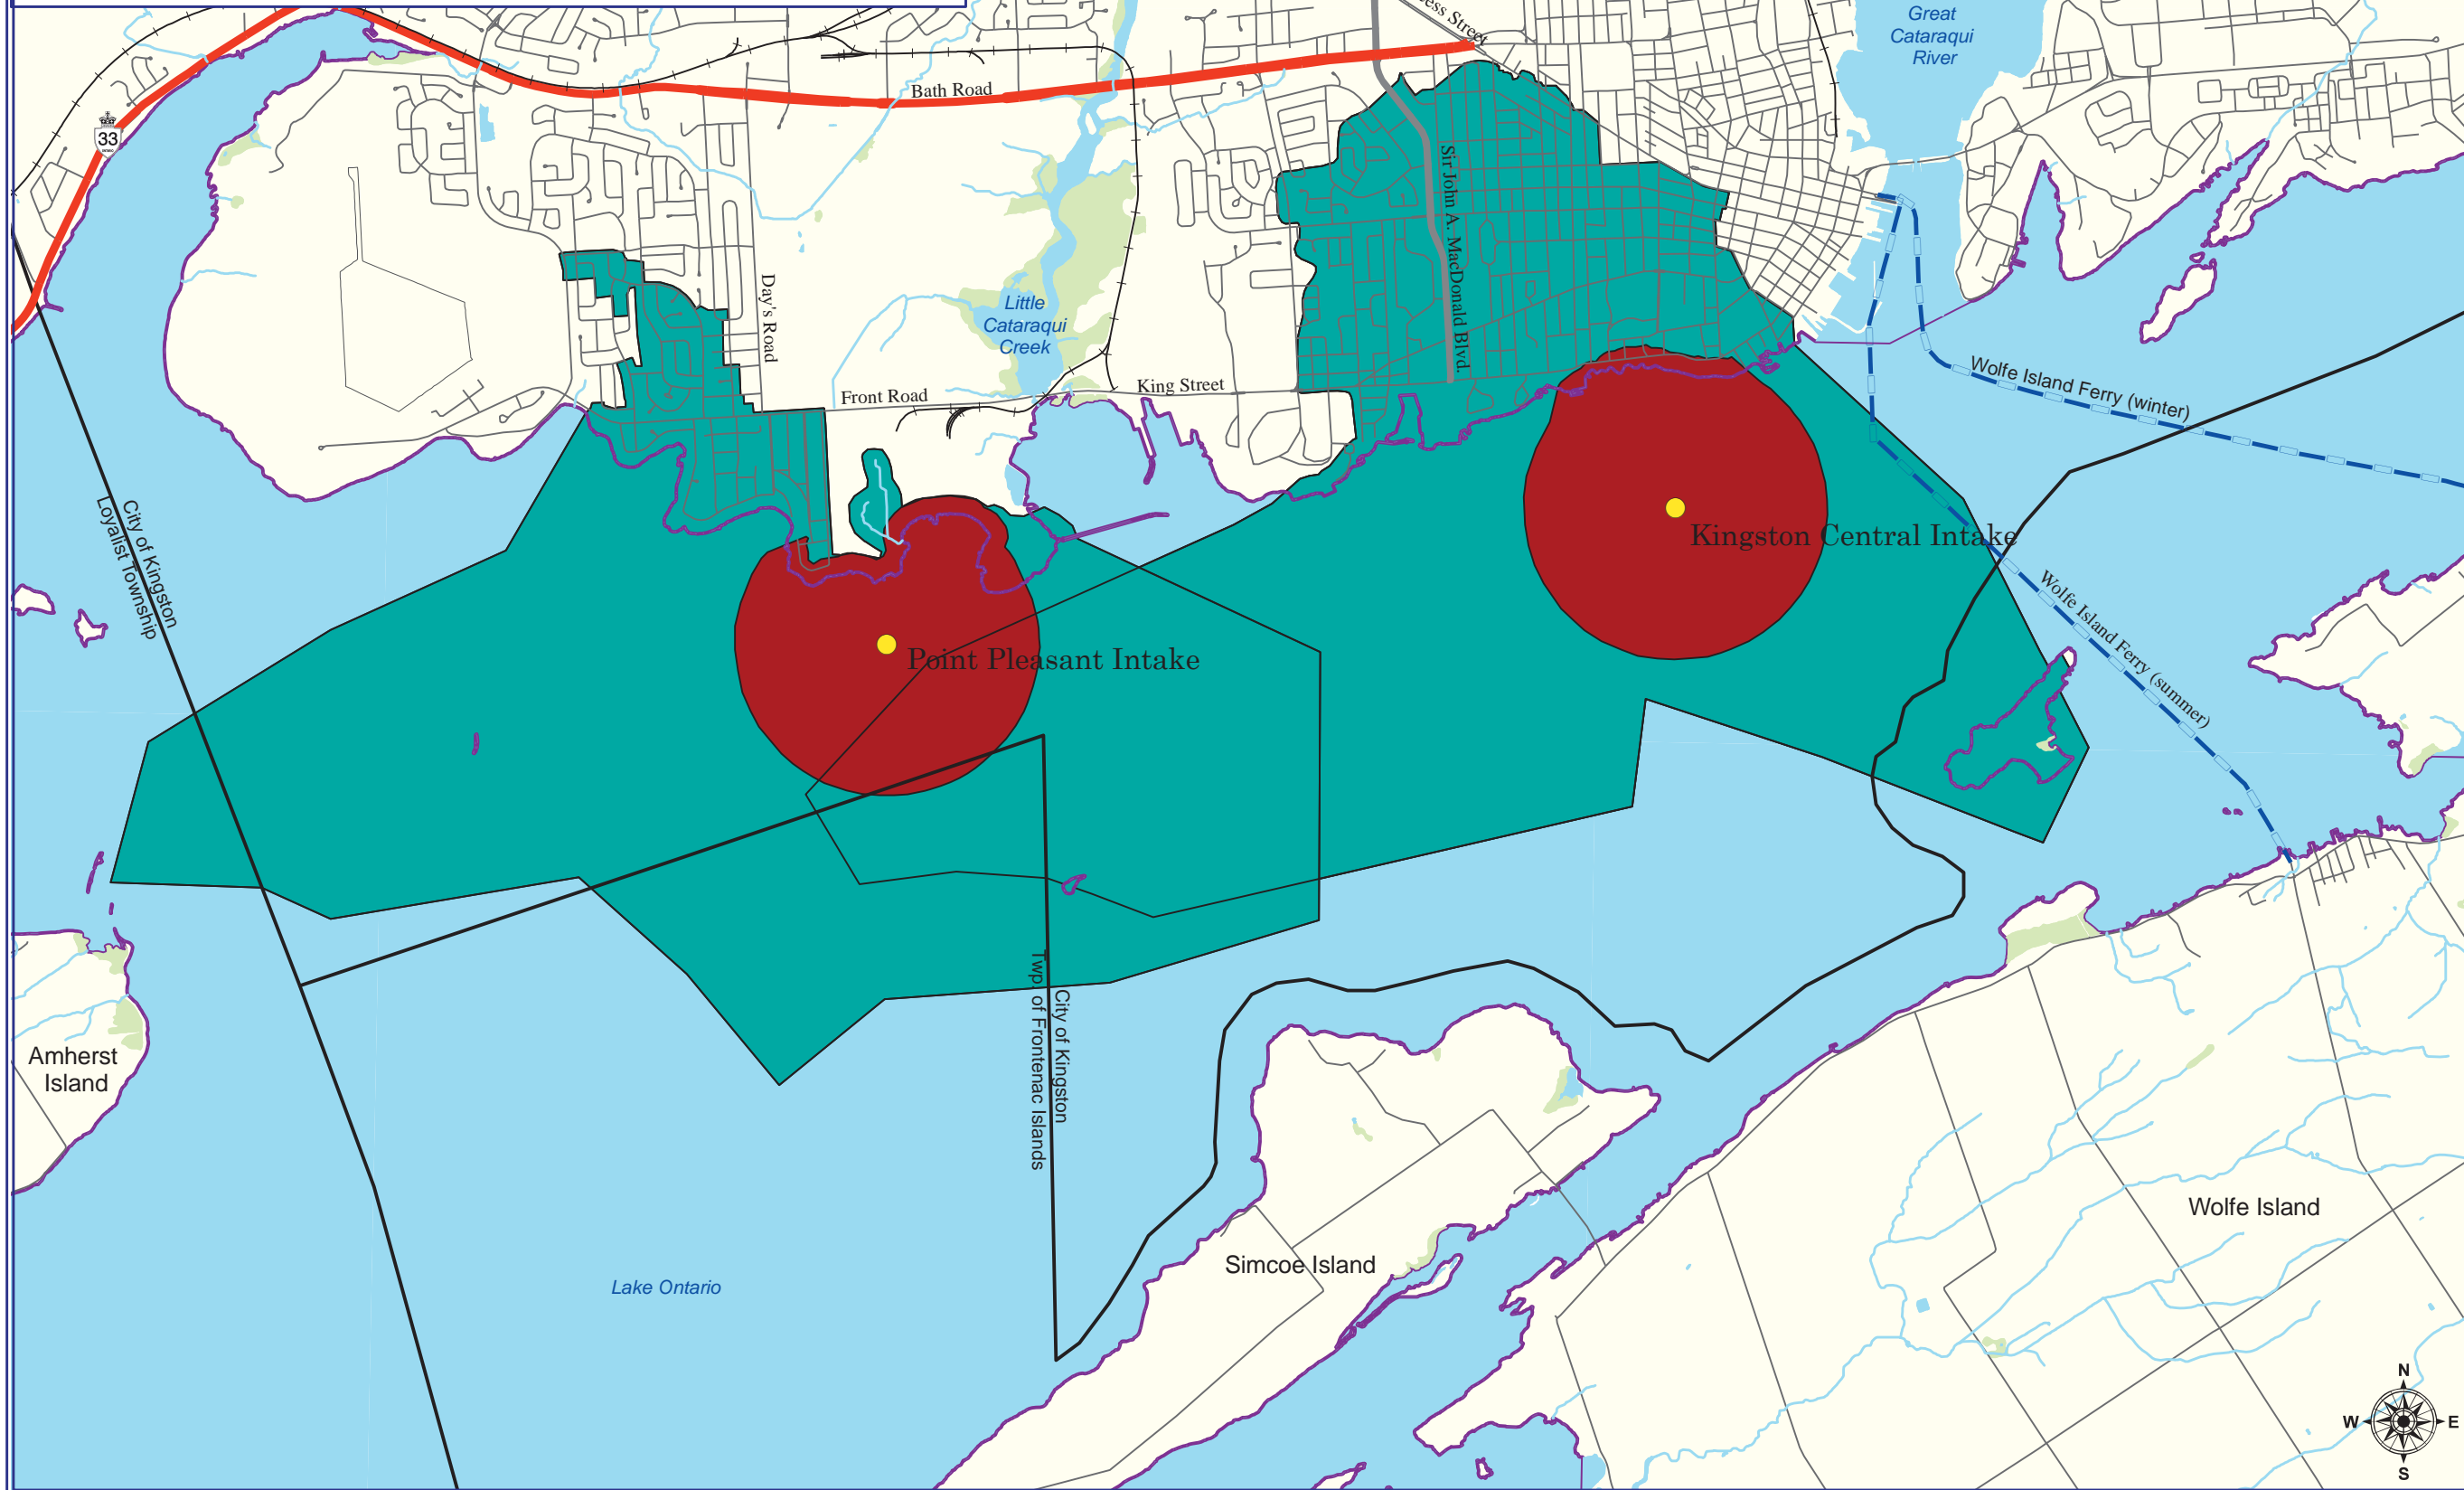 Great
Cataraqui
River
ess Street
Bath Road
33
Sir John A. MacDonald Blvd.
Day's Road
Little
Cataraqui
Creek
Front Road
King Street
Wolfe Island Ferry (winter)
City of Kingston
Loyalist Township
Kingston Central Intake
Wolfe Island Ferry (summer)
Point Pleasant Intake
City of Kingston
Twp of Frontenac Islands
Amherst
Island
Wolfe Island
Simcoe Island
Lake Ontario
N
W E
S